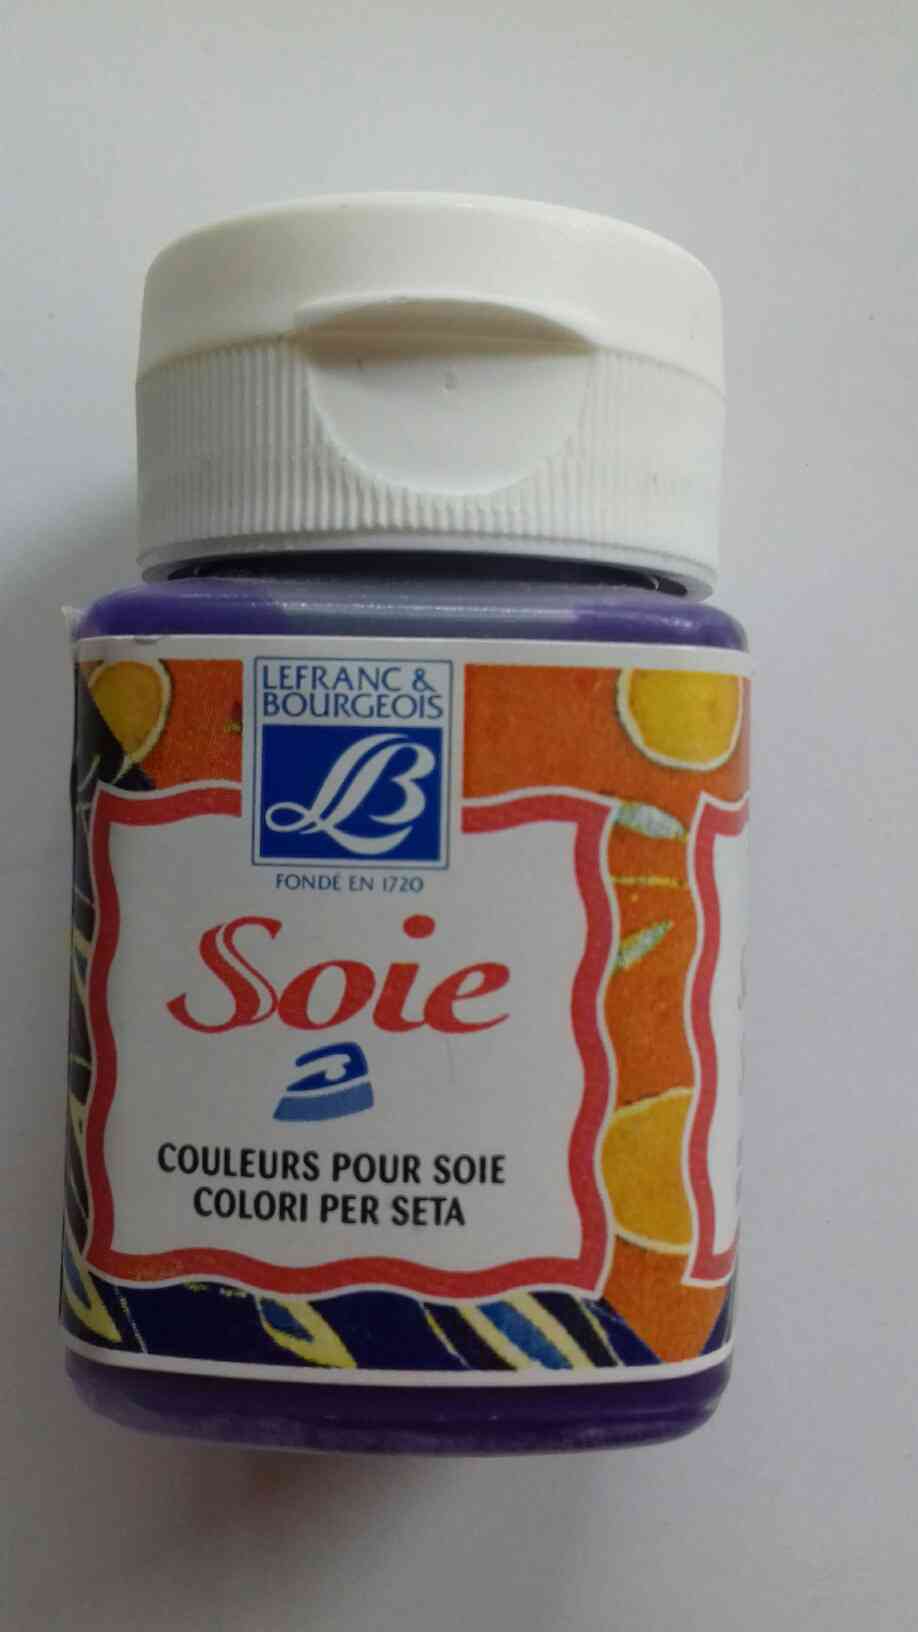 LEFRANC &
BOURGEOIS
LB
FONDÉ EN 1720
Soie
COULEURS POUR SOIE
COLORI PER SETA